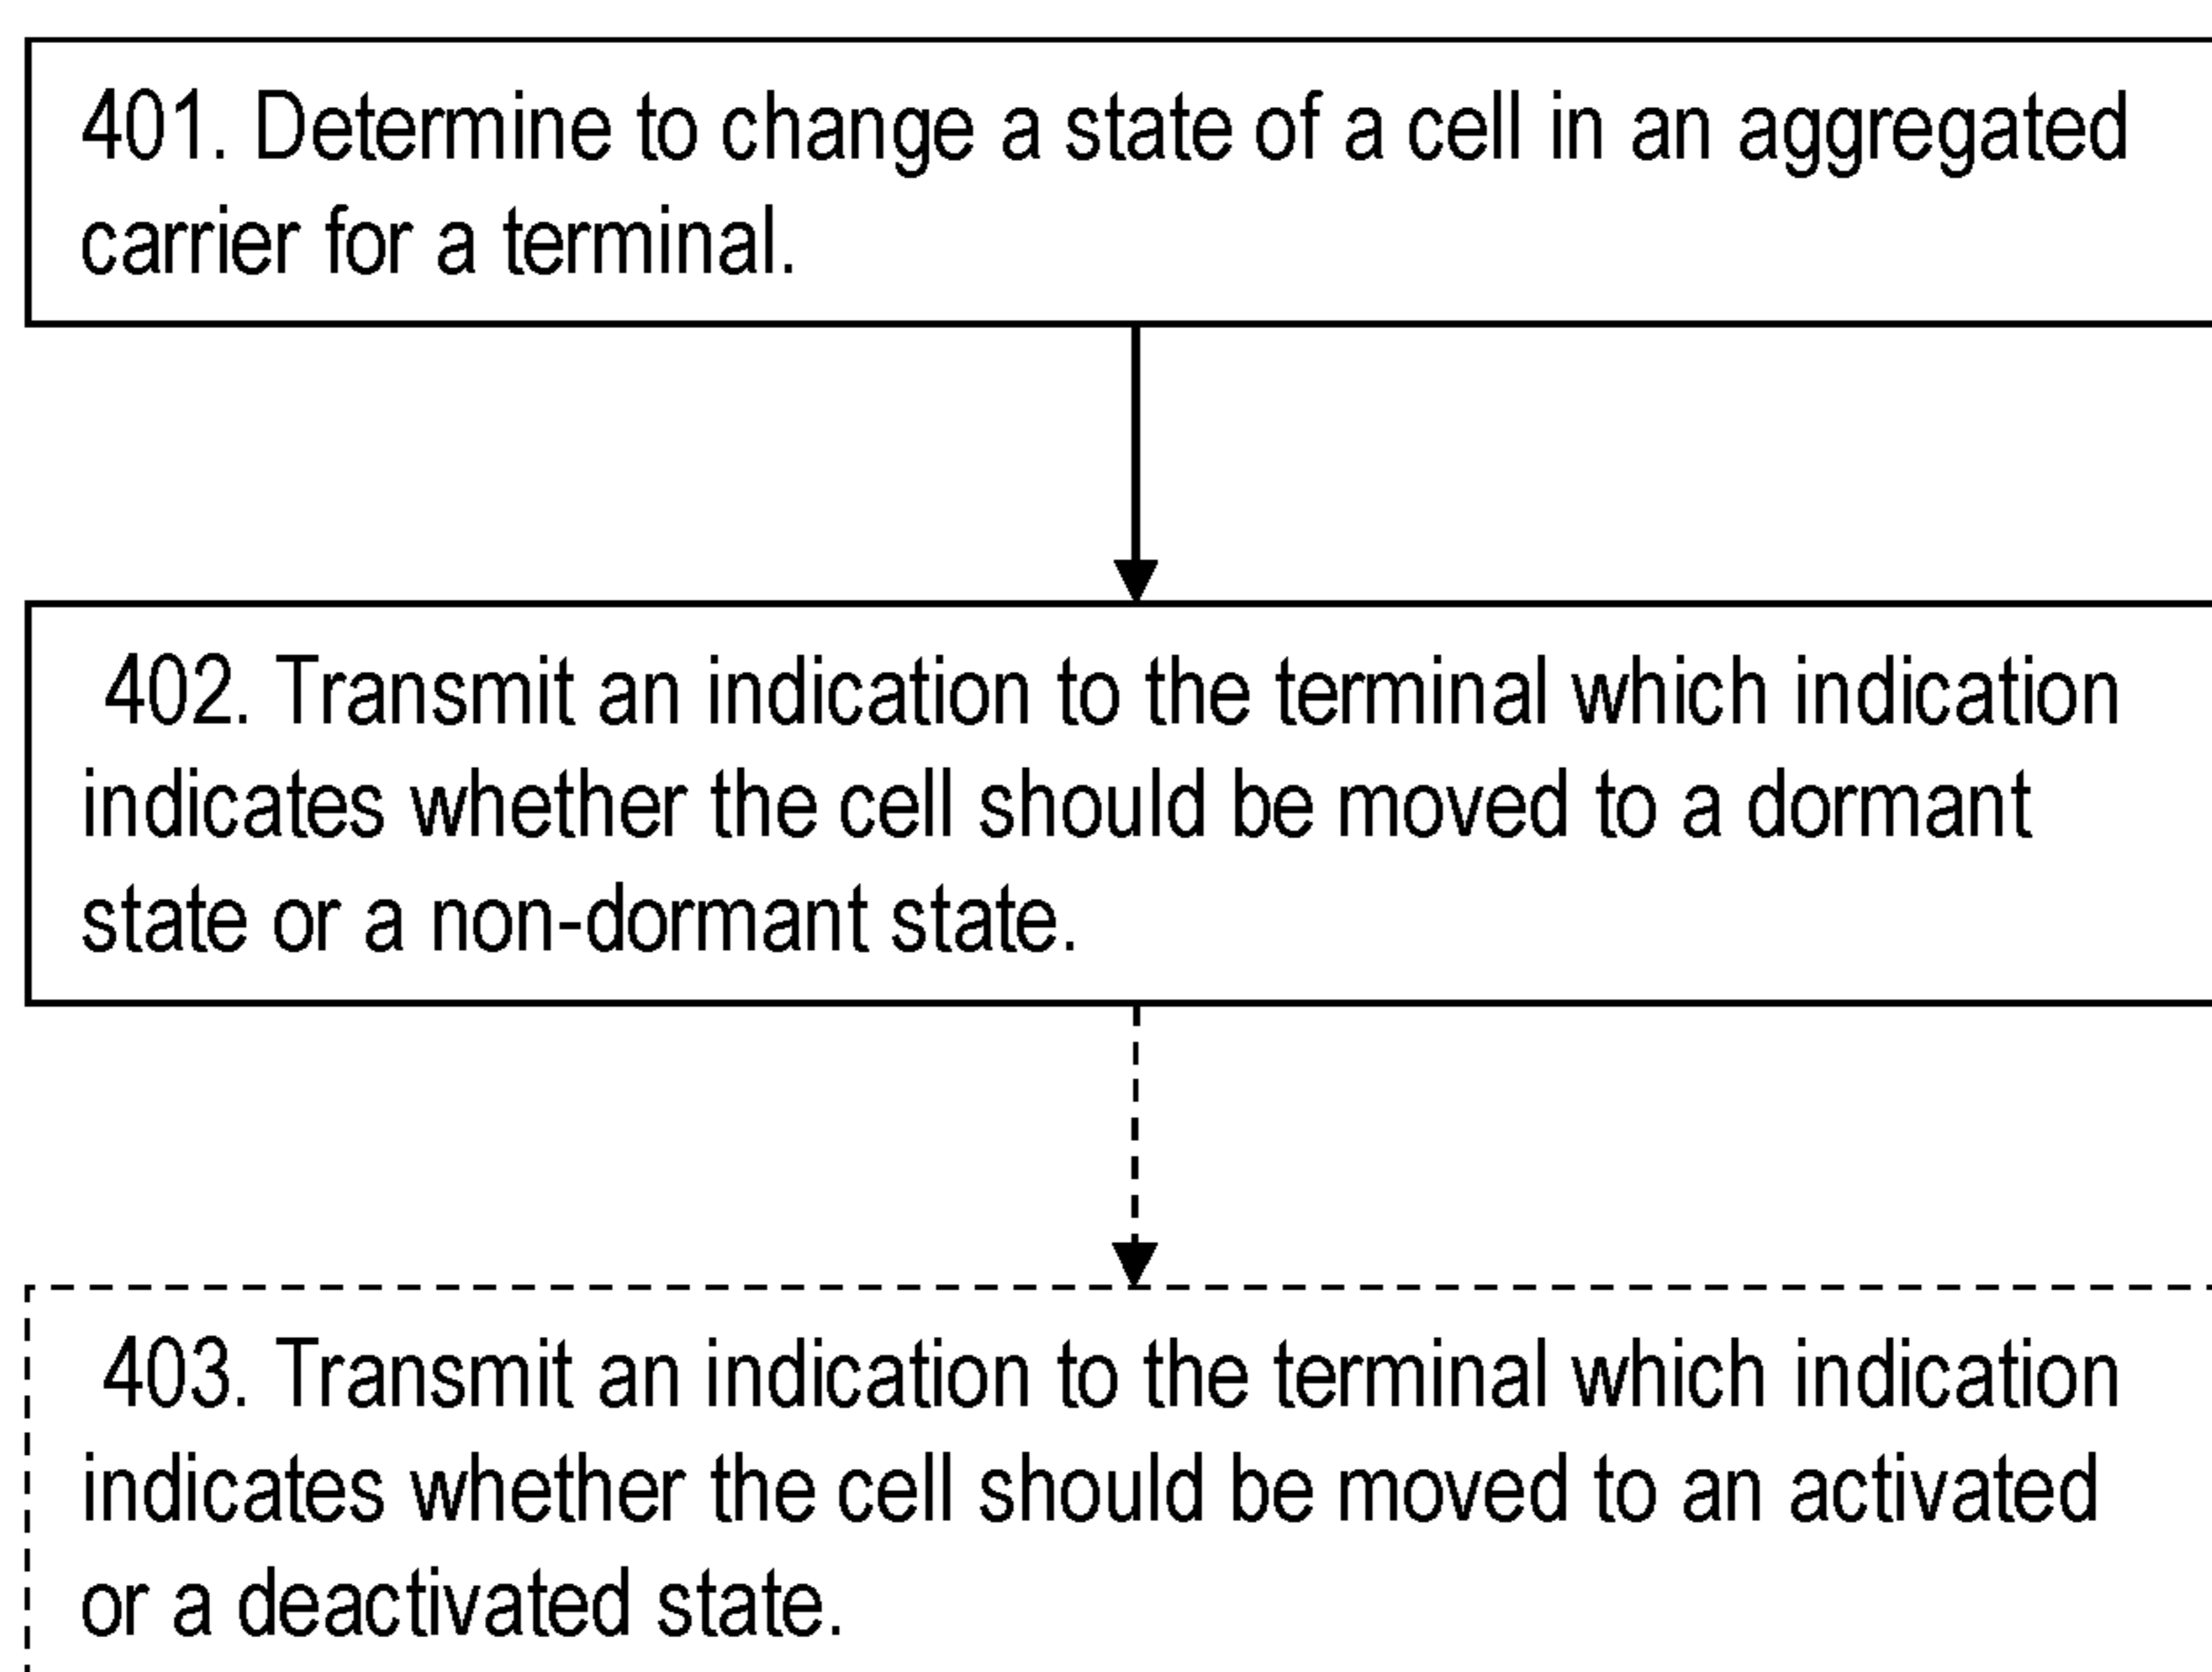 401. Determine to change a state of a cell in an aggregated
carrier for a terminal.
402. Transmit an indication to the terminal which indication
indicates whether the cell should be moved to a dormant
state or a non-dormant state.
403. Transmit an indication to the terminal which indication
indicates whether the cell should be moved to an activated
or a deactivated state.